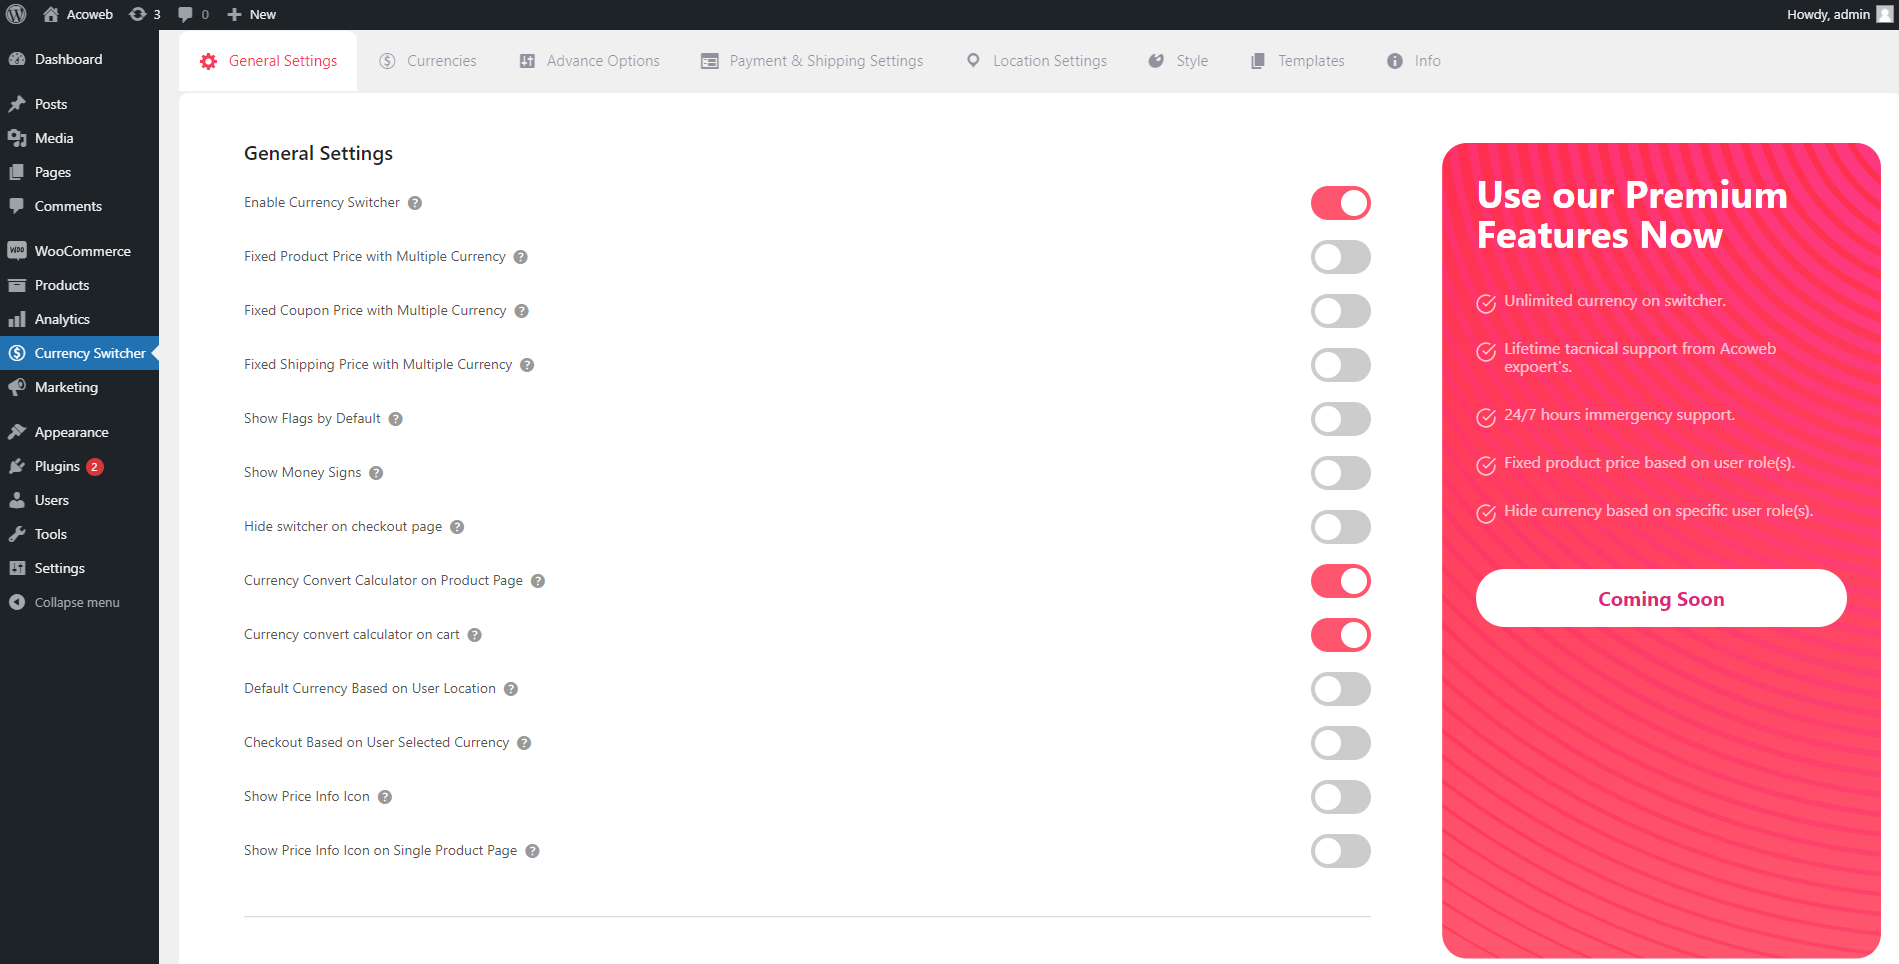 Acoweb 3 0 New Howdy, admin
Dashboard
Posts
Media
Pages
Comments
WooCommerce
Products
Analytics
Currency Switcher
Marketing
Appearance
Plugins 2
Users
Tools
Settings
Collapse menu
General Settings Currencies Advance Options Payment & Shipping Settings Location Settings Style Templates Info
General Settings
Enable Currency Switcher ?
Fixed Product Price with Multiple Currency ?
Fixed Coupon Price with Multiple Currency ?
Fixed Shipping Price with Multiple Currency ?
Show Flags by Default ?
Show Money Signs ?
Hide switcher on checkout page ?
Currency Convert Calculator on Product Page ?
Currency convert calculator on cart ?
Default Currency Based on User Location ?
Checkout Based on User Selected Currency ?
Show Price Info Icon ?
Show Price Info Icon on Single Product Page ?
Use our Premium
Features Now
Unlimited currency on switcher.
Lifetime tacnical support from Acoweb
expoert's.
24/7 hours immergency support.
Fixed product price based on user role(s).
Hide currency based on specific user role(s).
Coming Soon